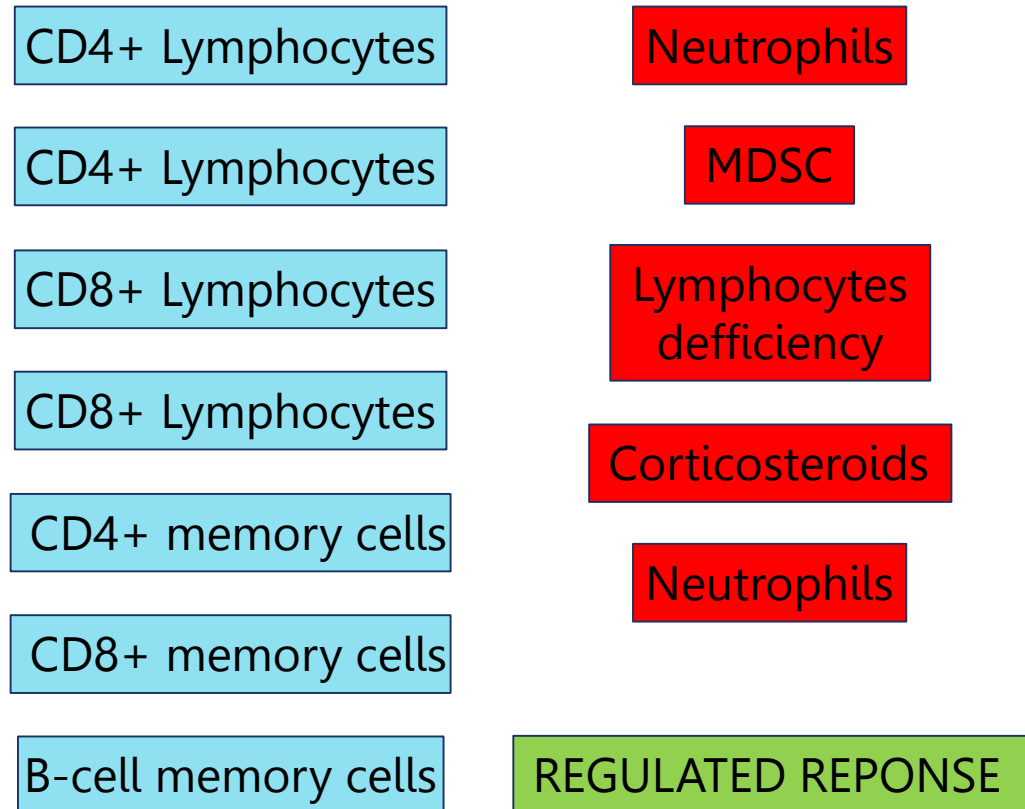 CD4+ Lymphocytes
CD4+ Lymphocytes
CD8+ Lymphocytes
CD8+ Lymphocytes
CD4+ memory cells
CD8+ memory cells
B-cell memory cells
Neutrophils
MDSC
Lymphocytes
defficiency
Corticosteroids
Neutrophils
REGULATED REPONSE